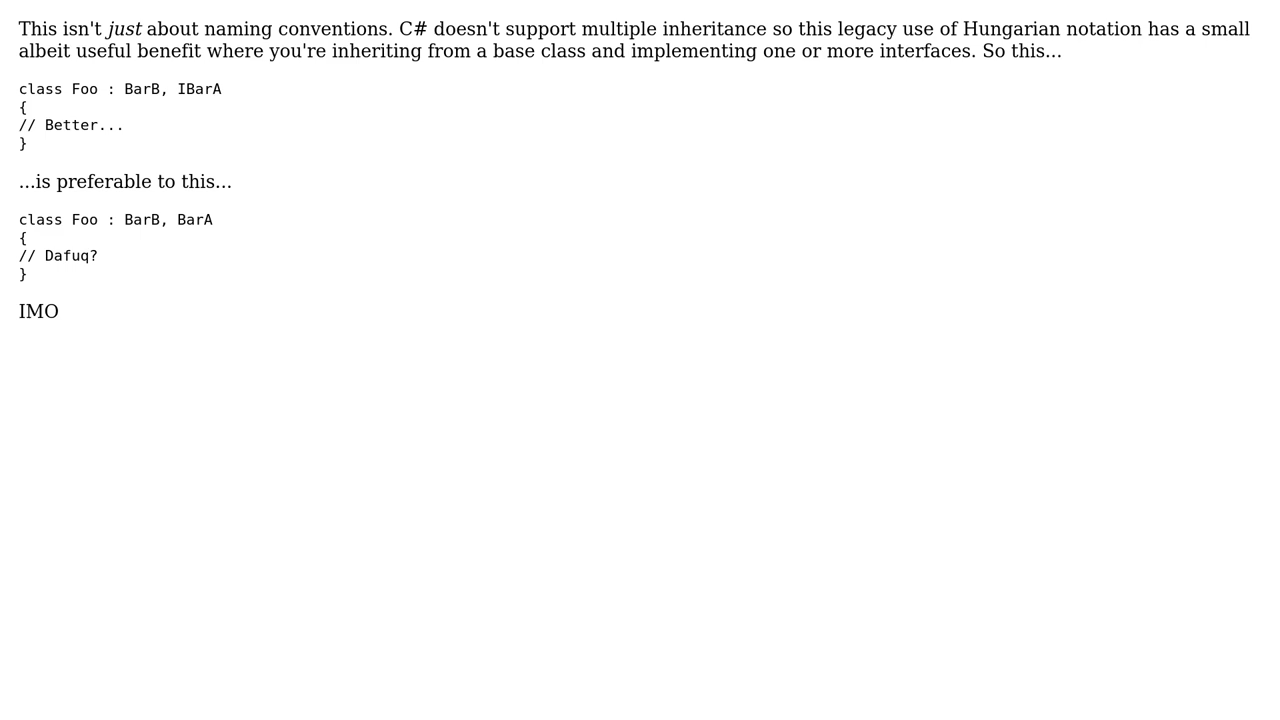 This isn't just about naming conventions. C# doesn't support multiple inheritance so this legacy use of Hungarian notation has a small
albeit useful benefit where you're inheriting from a base class and implementing one or more interfaces. So this...
class Foo : BarB, IBarA
{
// Better...
}
...is preferable to this...
class Foo : BarB, BarA
{
// Dafuq?
}
IMO